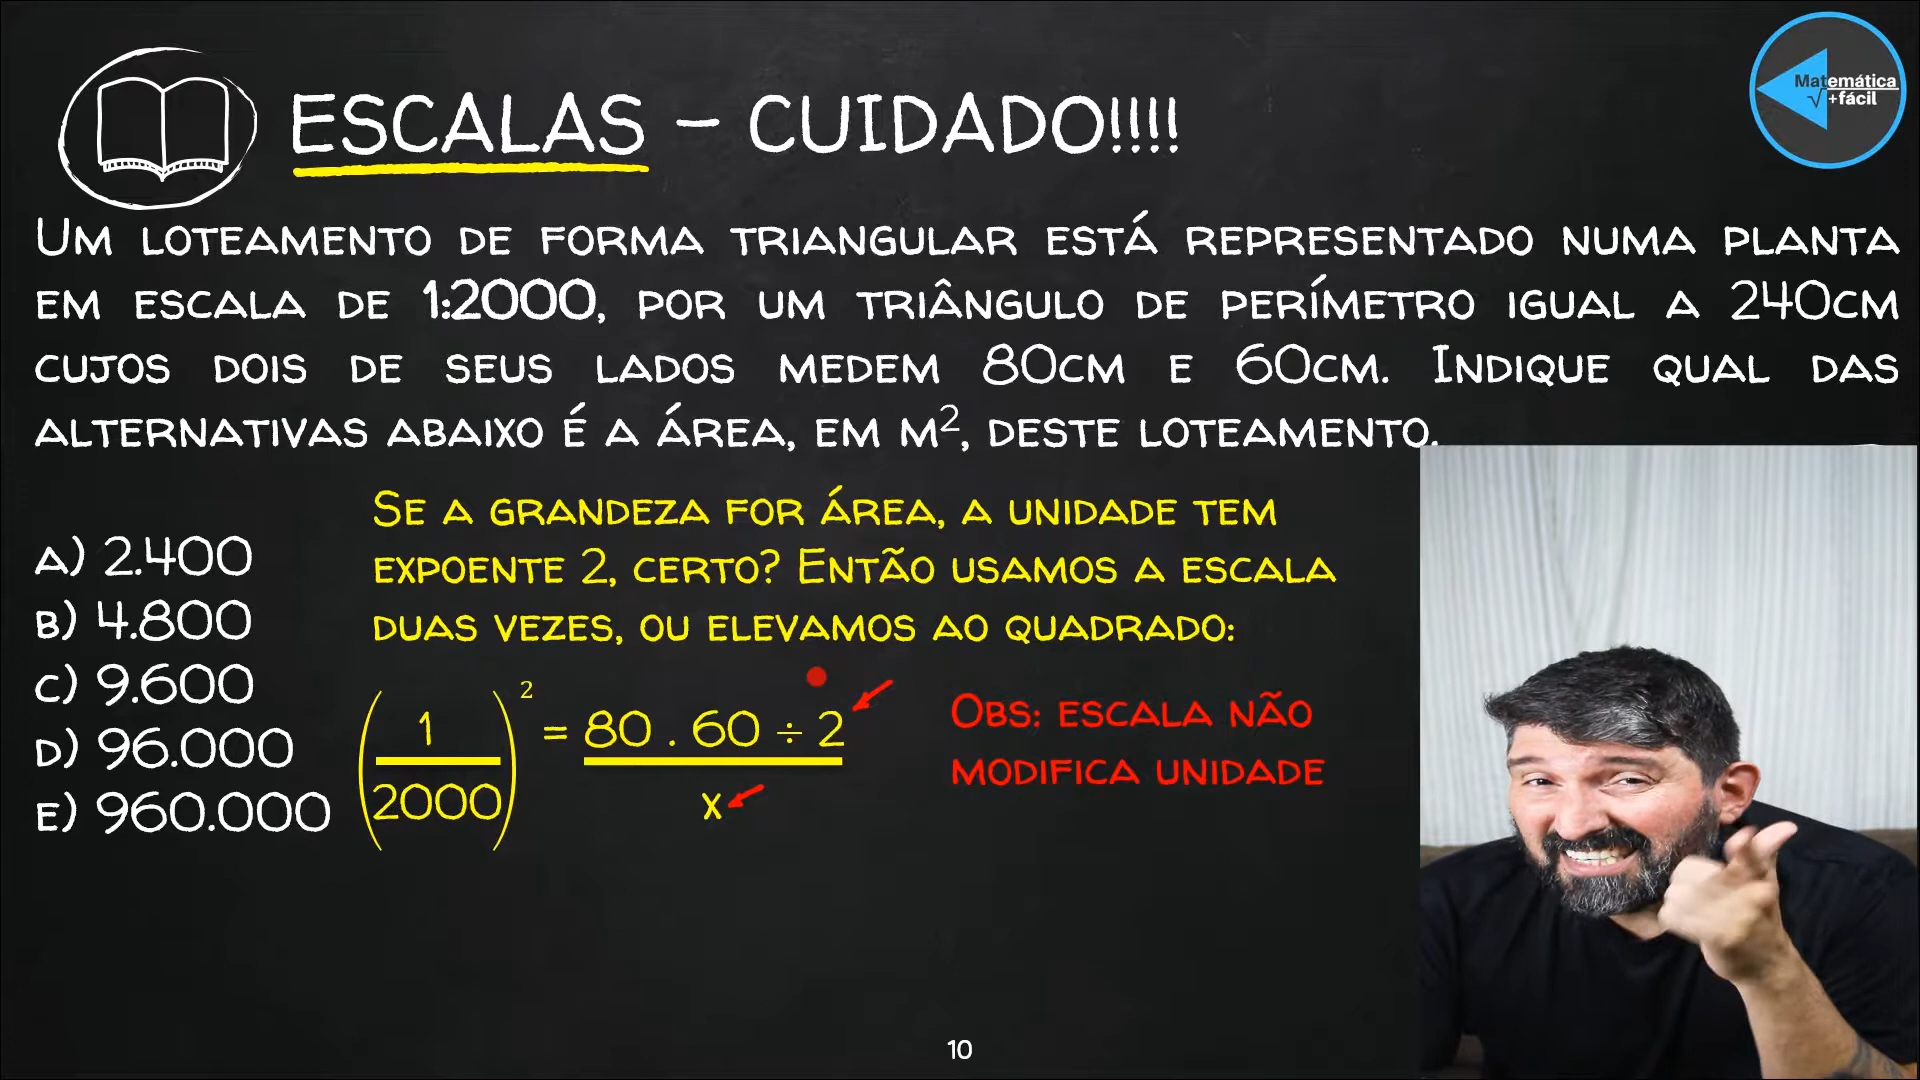 ESCALAS – CUIDADO!!!!
Matemática
√ +fácil
UM LOTEAMENTO DE FORMA TRIANGULAR ESTÁ REPRESENTADO NUMA PLANTA
EM ESCALA DE 1:2000, POR UM TRIÂNGULO DE PERÍMETRO IGUAL A 240CM
CUJOS DOIS DE SEUS LADOS MEDEM 80CM E 60CM. INDIQUE QUAL DAS
ALTERNATIVAS ABAIXO É A ÁREA, EM M², DESTE LOTEAMENTO.
A) 2.400
B) 4.800
C) 9.600
D) 96.000
E) 960.000
SE A GRANDEZA FOR ÁREA, A UNIDADE TEM
EXPOENTE 2, CERTO? ENTÃO USAMOS A ESCALA
DUAS VEZES, OU ELEVAMOS AO QUADRADO:
(1/2000)² = 80 . 60 ÷ 2 / X
OBS: ESCALA NÃO
MODIFICA UNIDADE
10